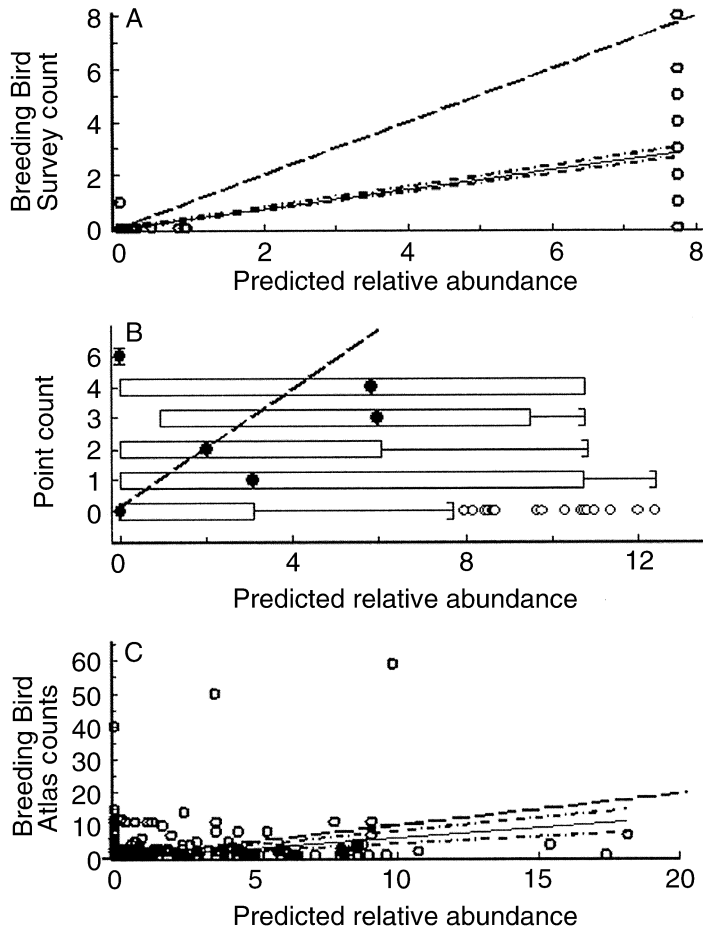 A
Breeding Bird
Survey count
8
6
4
2
0
0 2 4 6 8
Predicted relative abundance
B
Point count
6
4
3
2
1
0
0 4 8 12
Predicted relative abundance
C
Breeding Bird
Atlas counts
60
50
40
30
20
10
0
0 5 10 15 20
Predicted relative abundance